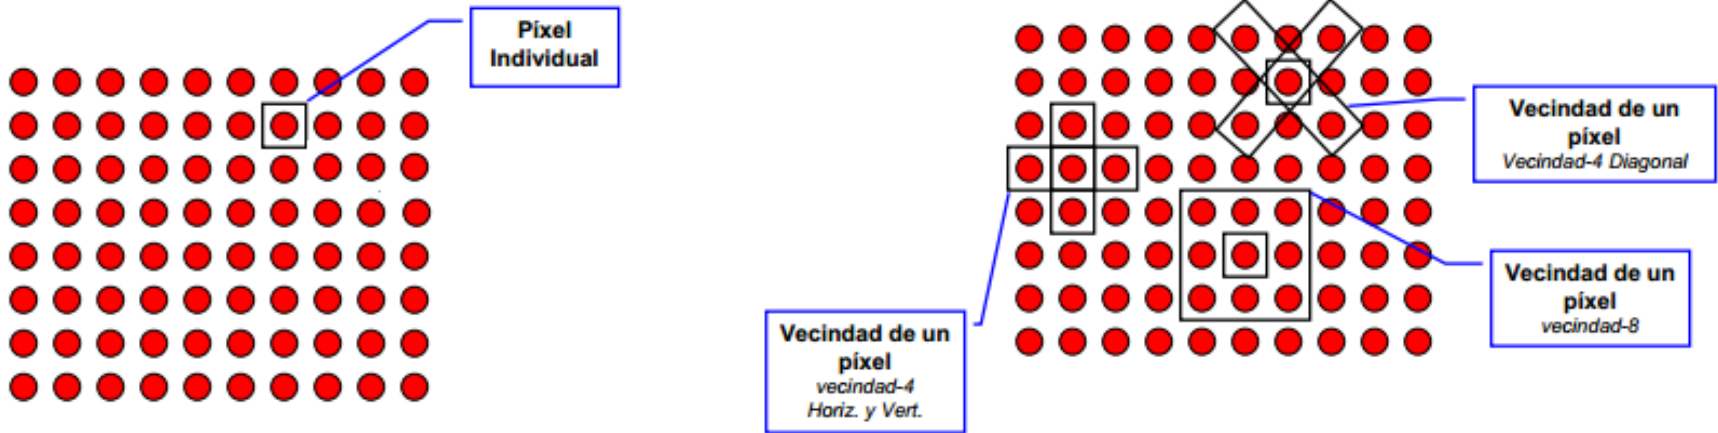 Píxel
Individual
Vecindad de un
píxel
Vecindad-4 Diagonal
Vecindad de un
píxel
vecindad-8
Vecindad de un
píxel
vecindad-4
Horiz. y Vert.